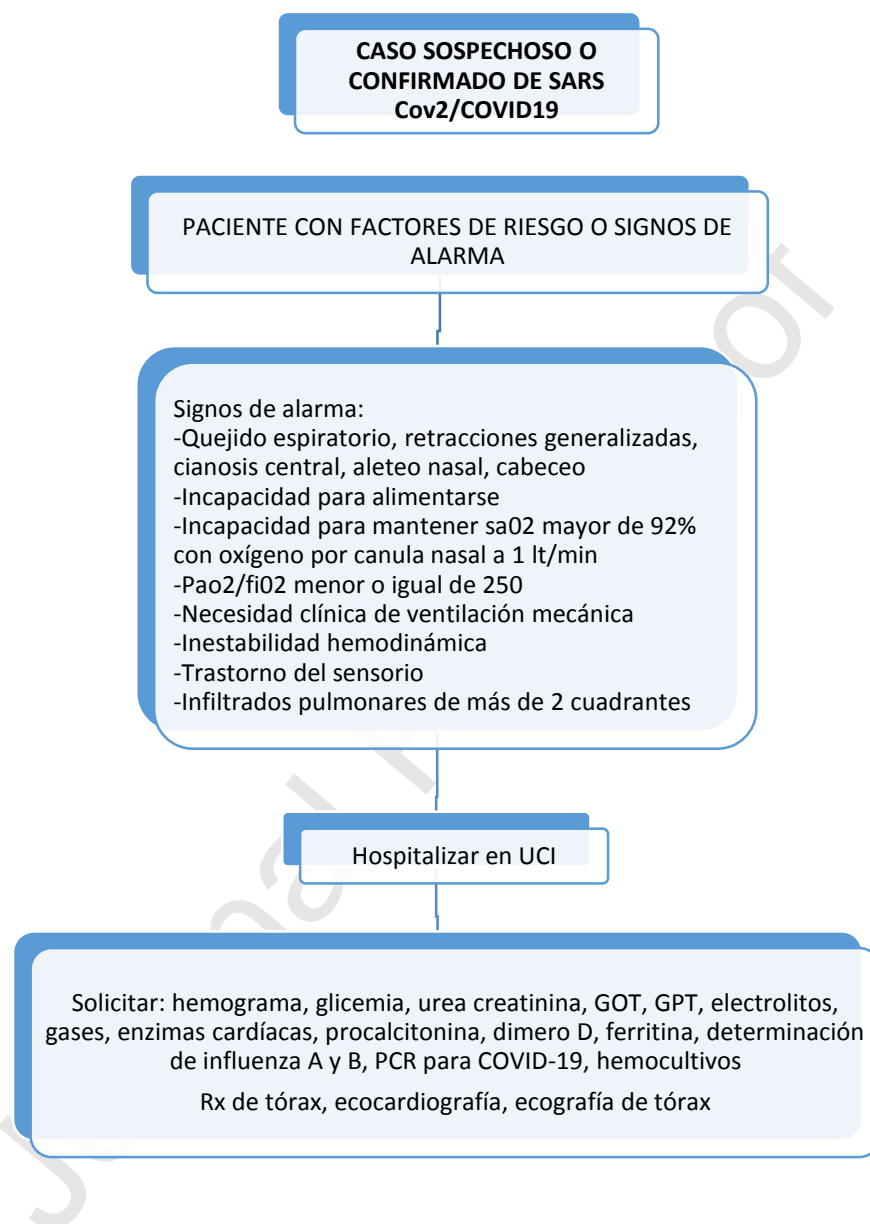 CASO SOSPECHOSO O
CONFIRMADO DE SARS
Cov2/COVID19
PACIENTE CON FACTORES DE RIESGO O SIGNOS DE
ALARMA
Signos de alarma:
-Quejido espiratorio, retracciones generalizadas,
cianosis central, aleteo nasal, cabeceo
-Incapacidad para alimentarse
-Incapacidad para mantener sa02 mayor de 92%
con oxígeno por canula nasal a 1 lt/min
-Pao2/fi02 menor o igual de 250
-Necesidad clínica de ventilación mecánica
-Inestabilidad hemodinámica
-Trastorno del sensorio
-Infiltrados pulmonares de más de 2 cuadrantes
Hospitalizar en UCI
Solicitar: hemograma, glicemia, urea creatinina, GOT, GPT, electrolitos,
gases, enzimas cardíacas, procalcitonina, dimero D, ferritina, determinación
de influenza A y B, PCR para COVID-19, hemocultivos
Rx de tórax, ecocardiografía, ecografía de tórax